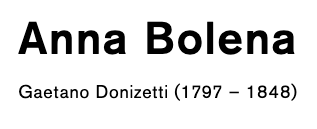 Anna Bolena
Gaetano Donizetti (1797 – 1848)